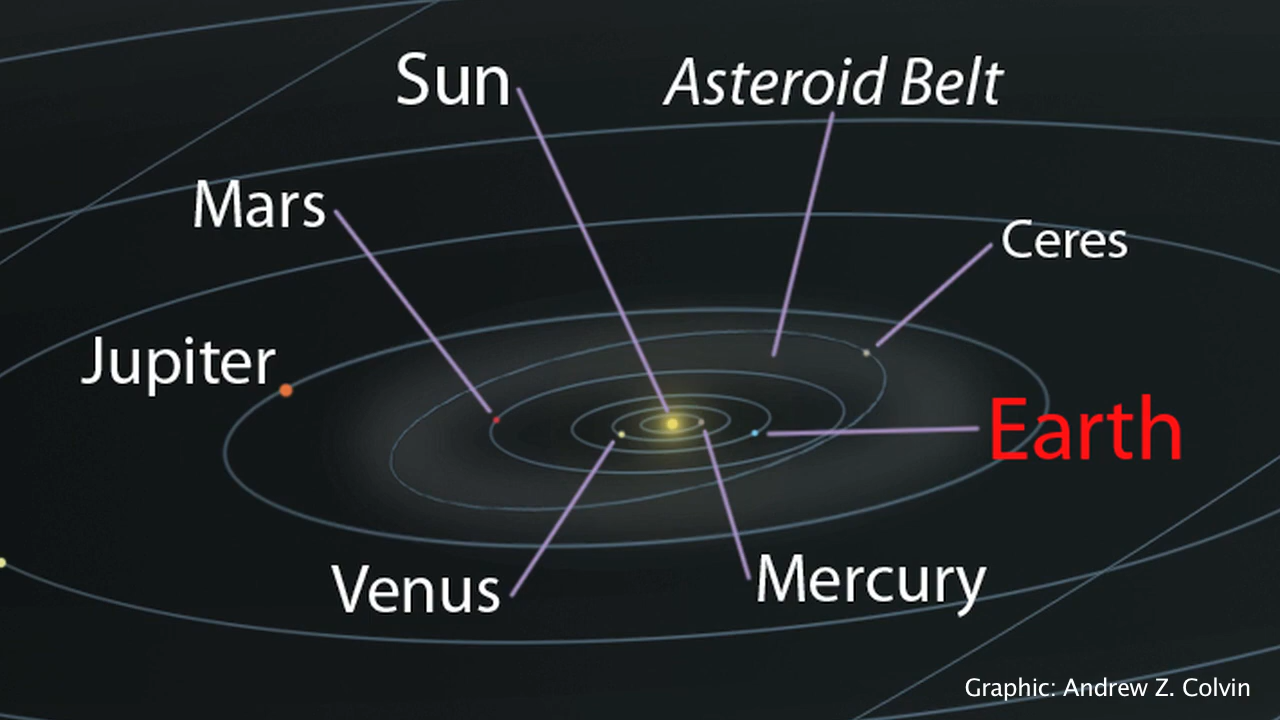 Sun
Asteroid Belt
Mars
Ceres
Jupiter
Earth
Venus
Mercury
Graphic: Andrew Z. Colvin